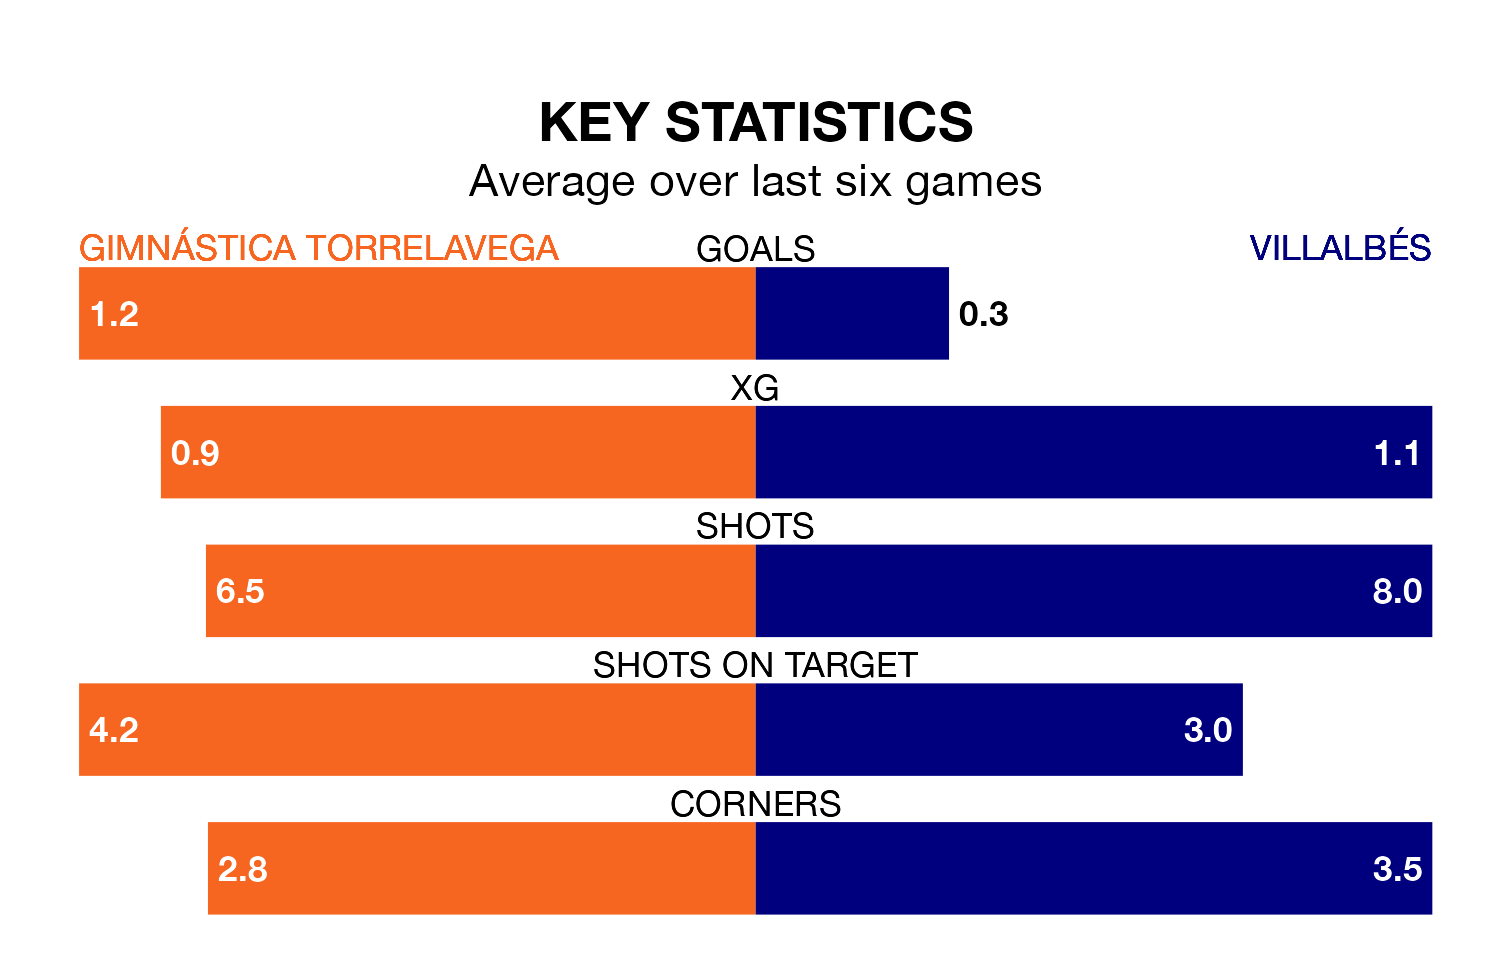 KEY STATISTICS
Average over last six games
GIMNÁSTICA TORRELAVEGA GOALS VILLALBÉS
1.2 0.3
XG
0.9 1.1
SHOTS
6.5 8.0
SHOTS ON TARGET
4.2 3.0
CORNERS
2.8 3.5